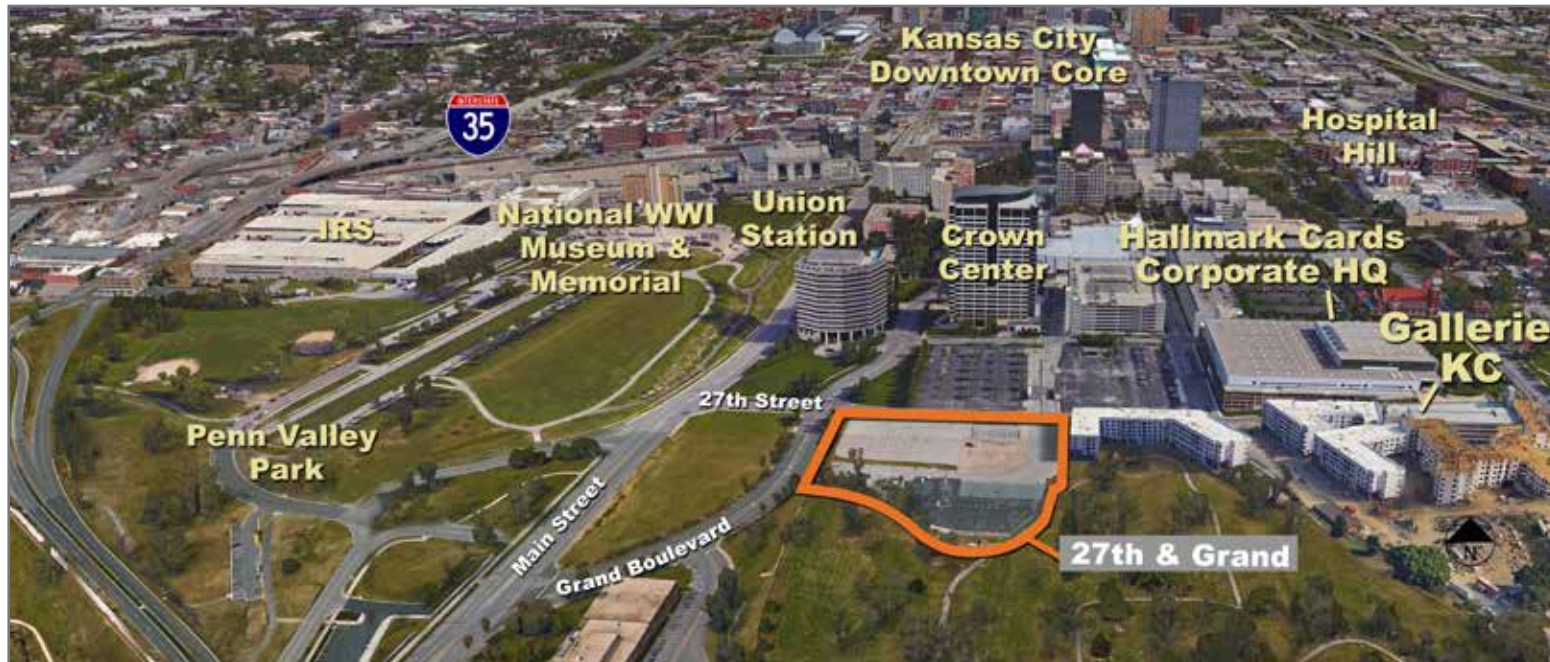 Kansas City
Downtown Core
INTERSTATE
35
Hospital
Hill
IRS
National WWI
Museum &
Memorial
Union
Station
Crown
Center
Hallmark Cards
Corporate HQ
Gallerie
KC
27th Street
Penn Valley
Park
Main Street
Grand Boulevard
27th & Grand
N